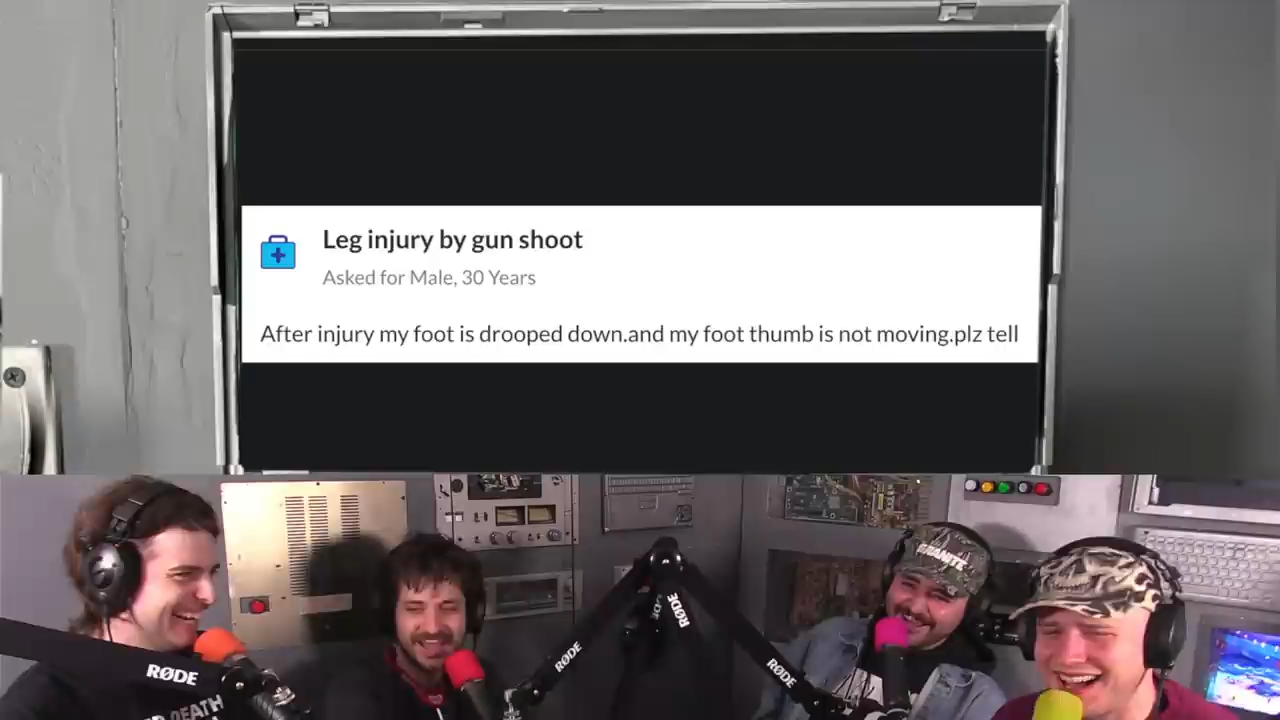 Leg injury by gun shoot
Asked for Male, 30 Years
After injury my foot is drooped down.and my foot thumb is not moving.plz tell
RØDE
RØDE
RØDE
RØDE
DEATH